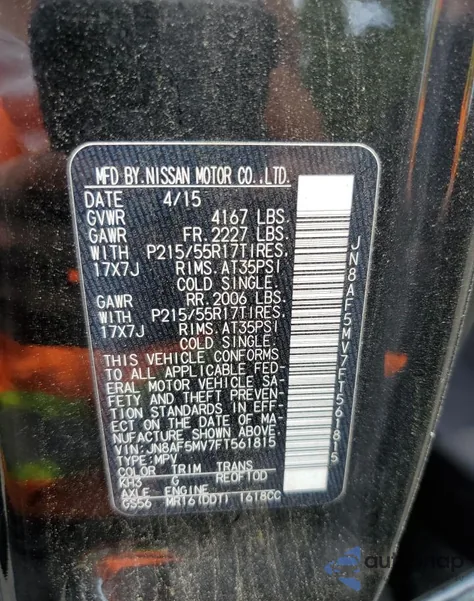 MFD BY.NISSAN MOTOR CO.,LTD.
DATE 4/15
GVWR 4167 LBS.
GAWR FR. 2227 LBS.
WITH P215/55R17TIRES.
17X7J RIMS.AT35PSI
COLD SINGLE.
GAWR RR. 2006 LBS.
WITH P215/55R17TIRES.
17X7J RIMS.AT35PSI
COLD SINGLE.
THIS VEHICLE CONFORMS
TO ALL APPLICABLE FED-
ERAL MOTOR VEHICLE SA-
FETY AND THEFT PREVEN-
TION STANDARDS IN EFF-
ECT ON THE DATE OF MA-
NUFACTURE SHOWN ABOVE.
VIN: JN8AF5MV7FT561815
TYPE: MPV
COLOR TRIM TRANS
KH3 G RE0F10D
AXLE ENGINE
GS56 MR16(DDT) 1618CC
JN8AF5MV7FT561815
autosnap